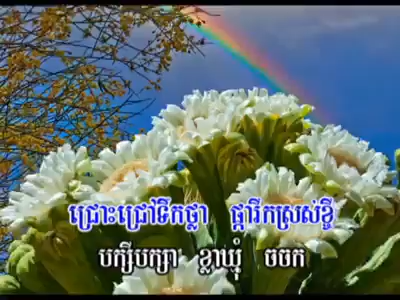 ជ្រោះជ្រៅទឹកថ្លា ផ្ការីកស្រស់ខ្ចី
បក្សីបក្សា ខ្លាឃ្មុំ ចចក